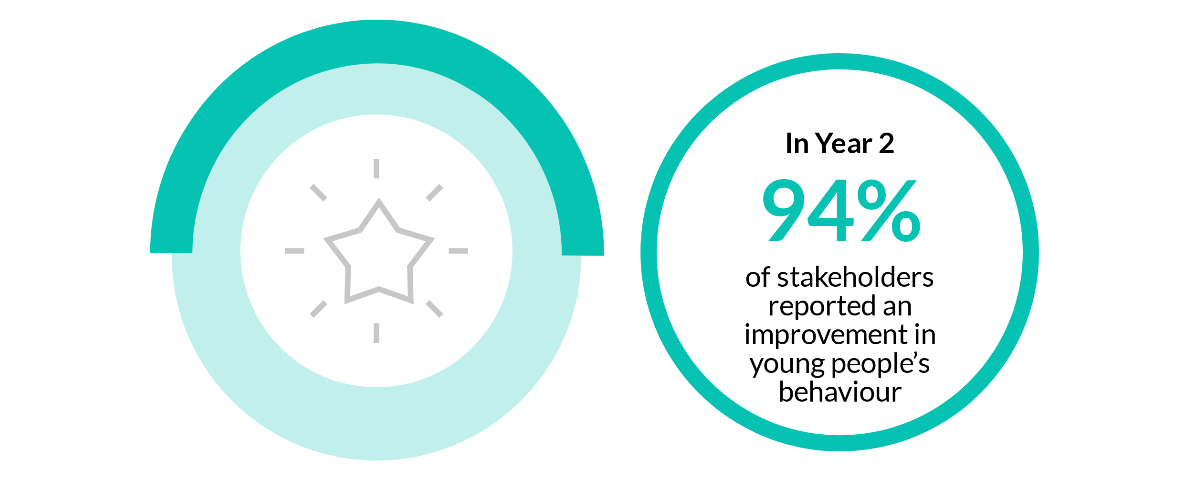 In Year 2
94%
of stakeholders
reported an
improvement in
young people’s
behaviour